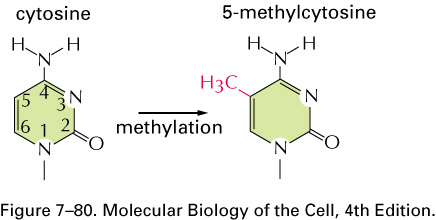 cytosine
5-methylcytosine
H H
N
5 4 3 N
6 1 2
N O
methylation
H H
N
H3C
N
N O
Figure 7–80. Molecular Biology of the Cell, 4th Edition.